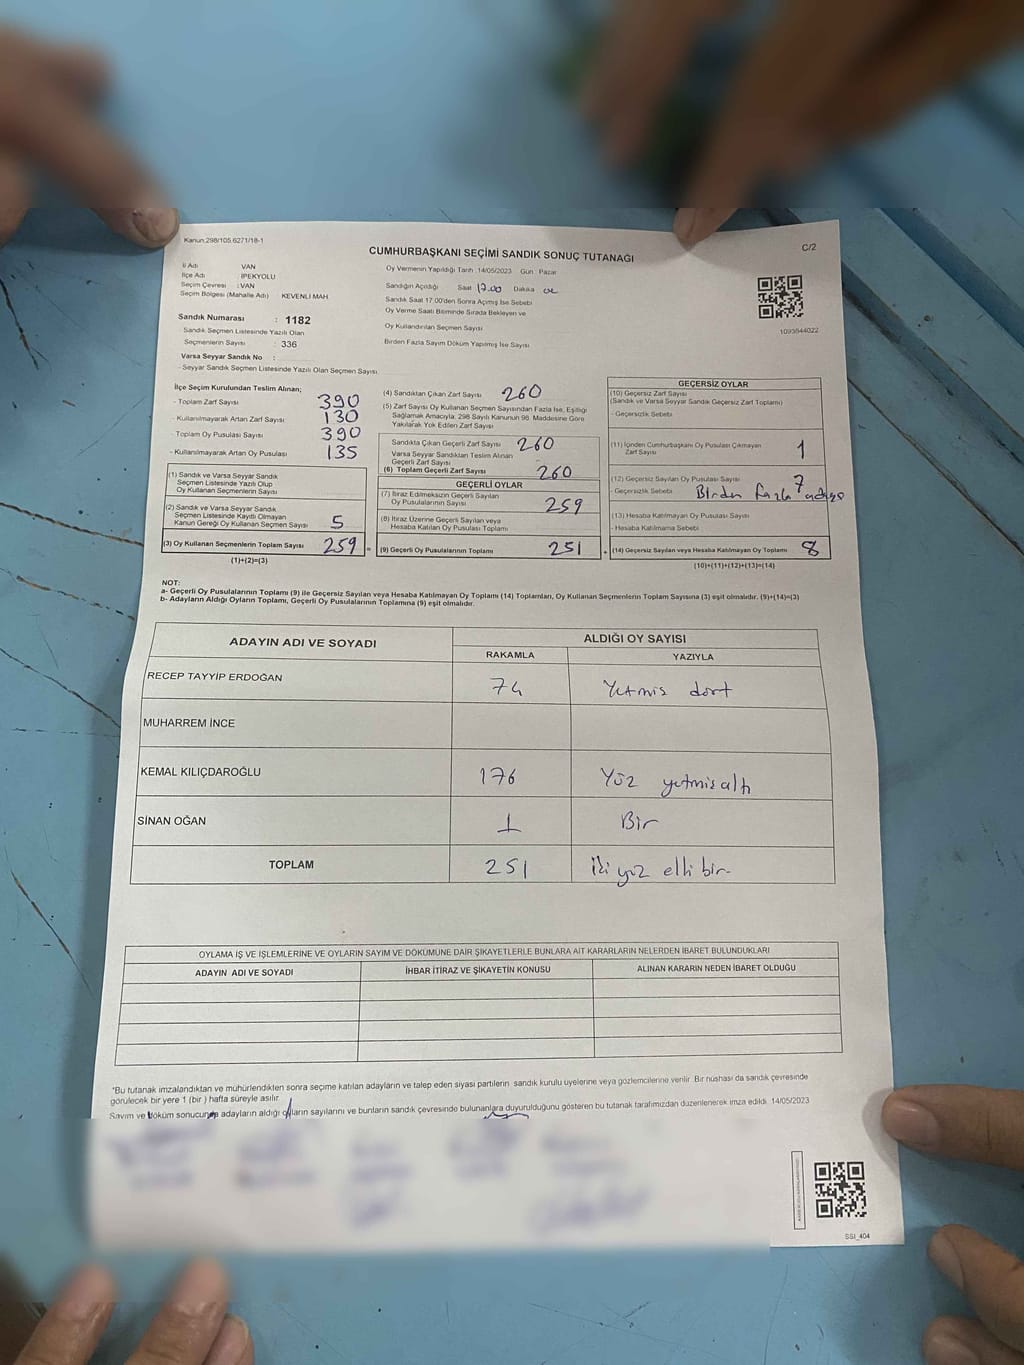 Kanun:298/105,6271/18-1
C/2
CUMHURBAŞKANI SEÇİMİ SANDIK SONUÇ TUTANAĞI
İl Adı VAN
İlçe Adı İPEKYOLU
Seçim Çevresi : VAN
Seçim Bölgesi (Mahalle Adı) KEVENLİ MAH
Sandık Numarası : 1182
Sandık Seçmen Listesinde Yazılı Olan
Seçmenlerin Sayısı : 336
Varsa Seyyar Sandık No :
Seyyar Sandık Seçmen Listesinde Yazılı Olan Seçmen Sayısı
Oy Vermenin Yapıldığı Tarih :14/05/2023 Gün : Pazar
Sandığın Açıldığı Saat 17.00 Dakika
Sandık Saat 17.00'den Sonra Açılmış İse Sebebi
Oy Verme Saati Bitiminde Sırada Bekleyen ve
Oy Kullandırılan Seçmen Sayısı
Birden Fazla Sayım Döküm Yapılmış İse Sayısı
1093844022
İlçe Seçim Kurulundan Teslim Alınan;
- Toplam Zarf Sayısı 390
- Kullanılmayarak Artan Zarf Sayısı 130
- Toplam Oy Pusulası Sayısı 390
- Kullanılmayarak Artan Oy Pusulası 135
(1) Sandık ve Varsa Seyyar Sandık
Seçmen Listesinde Yazılı Olup
Oy Kullanan Seçmenlerin Sayısı
(2) Sandık ve Varsa Seyyar Sandık
Seçmen Listesinde Kayıtlı Olmayan
Kanun Gereği Oy Kullanan Seçmen Sayısı 5
(3) Oy Kullanan Seçmenlerin Toplam Sayısı 259 =
(1)+(2)=(3)
(4) Sandıktan Çıkan Zarf Sayısı 260
(5) Zarf Sayısı Oy Kullanan Seçmen Sayısından Fazla İse, Eşitliği
Sağlamak Amacıyla, 298 Sayılı Kanunun 98. Maddesine Göre
Yakılarak Yok Edilen Zarf Sayısı
Sandıkta Çıkan Geçerli Zarf Sayısı 260
Varsa Seyyar Sandıktan Teslim Alınan
Geçerli Zarf Sayısı
(6) Toplam Geçerli Zarf Sayısı 260
GEÇERLİ OYLAR
(7) İtiraz Edilmeksizin Geçerli Sayılan
Oy Pusulalarının Sayısı 259
(8) İtiraz Üzerine Geçerli Sayılan veya
Hesaba Katılan Oy Pusulası Toplamı
(9) Geçerli Oy Pusulalarının Toplamı 251 +
GEÇERSİZ OYLAR
(10) Geçersiz Zarf Sayısı
(Sandık ve Varsa Seyyar Sandık Geçersiz Zarf Toplamı)
- Geçersizlik Sebebi
(11) İçinden Cumhurbaşkanı Oy Pusulası Çıkmayan
Zarf Sayısı 1
(12) Geçersiz Sayılan Oy Pusulası Sayısı 7
- Geçersizlik Sebebi Birden fazla
(13) Hesaba Katılmayan Oy Pusulası Sayısı
- Hesaba Katılmama Sebebi
(14) Geçersiz Sayılan veya Hesaba Katılmayan Oy Toplamı 8
(10)+(11)+(12)+(13)=(14)
NOT:
a- Geçerli Oy Pusulalarının Toplamı (9) ile Geçersiz Sayılan veya Hesaba Katılmayan Oy Toplamı (14) Toplamları, Oy Kullanan Seçmenlerin Toplam Sayısına (3) eşit olmalıdır. (9)+(14)=(3)
b- Adayların Aldığı Oyların Toplamı, Geçerli Oy Pusulalarının Toplamına (9) eşit olmalıdır.
ADAYIN ADI VE SOYADI ALDIĞI OY SAYISI
RAKAMLA YAZIYLA
RECEP TAYYİP ERDOĞAN 74 Yetmis dört
MUHARREM İNCE
KEMAL KILIÇDAROĞLU 176 Yüz yetmis altı
SİNAN OĞAN 1 Bir
TOPLAM 251 iki yüz elli bir
OYLAMA İŞ VE İŞLEMLERİNE VE OYLARIN SAYIM VE DÖKÜMÜNE DAİR ŞİKAYETLERLE BUNLARA AİT KARARLARIN NELERDEN İBARET BULUNDUKLARI
ADAYIN ADI VE SOYADI İHBAR İTİRAZ VE ŞİKAYETİN KONUSU ALINAN KARARIN NEDEN İBARET OLDUĞU
*Bu tutanak imzalandıktan ve mühürlendikten sonra seçime katılan adayların ve talep eden siyasi partilerin sandık kurulu üyelerine veya gözlemcilerine verilir. Bir nüshası da sandık çevresinde
görülecek bir yere 1 (bir ) hafta süreyle asılır.
Sayım ve döküm sonucunda adayların aldığı oyların sayılarını ve bunların sandık çevresinde bulunanlara duyurulduğunu gösteren bu tutanak tarafımızdan düzenlenerek imza edildi. 14/05/2023
SSI_404